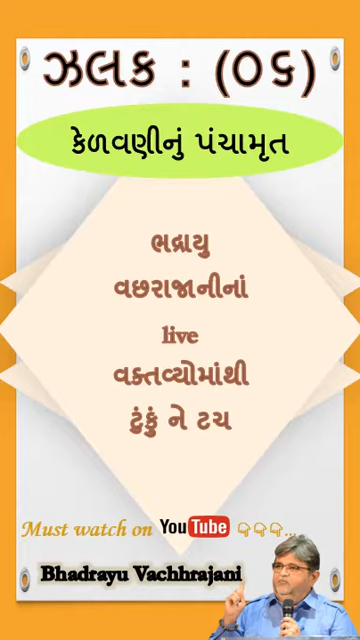 ઝલક : (૦૬)
કેળવણીનું પંચામૃત
ભદ્રાયુ
વછરાજાનીનાં
live
વક્તવ્યોમાંથી
ટુંકું ને ટચ
Must watch on YouTube 👇👇👇...
Bhadrayu Vachhrajani